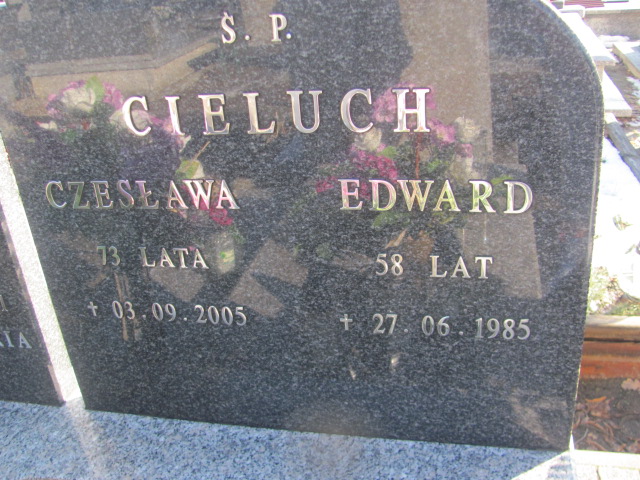 Ś. P.
CIELUCH
CZESŁAWA
73 LATA
✝ 03.09.2005
EDWARD
58 LAT
✝ 27.06.1985